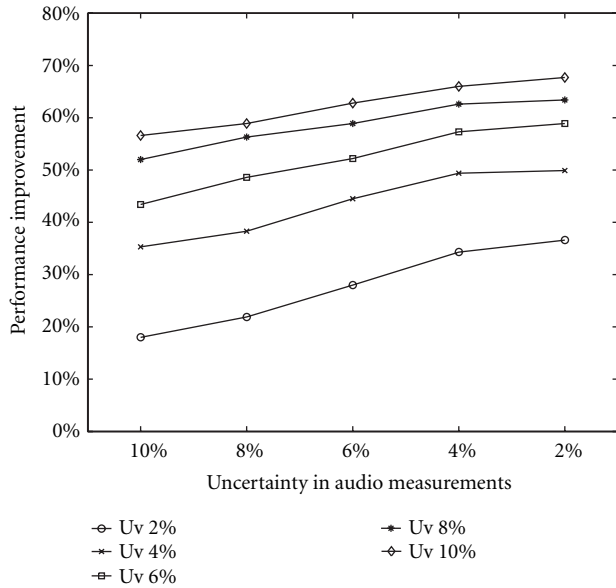 80%
70%
60%
50%
40%
30%
20%
10%
0%
Performance improvement
10% 8% 6% 4% 2%
Uncertainty in audio measurements
Uv 2%
Uv 4%
Uv 6%
Uv 8%
Uv 10%